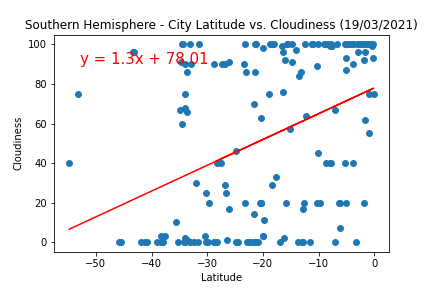 Southern Hemisphere - City Latitude vs. Cloudiness (19/03/2021)
100
y = 1.3x + 78.01
80
60
Cloudiness
40
20
0
−50 −40 −30 −20 −10 0
Latitude